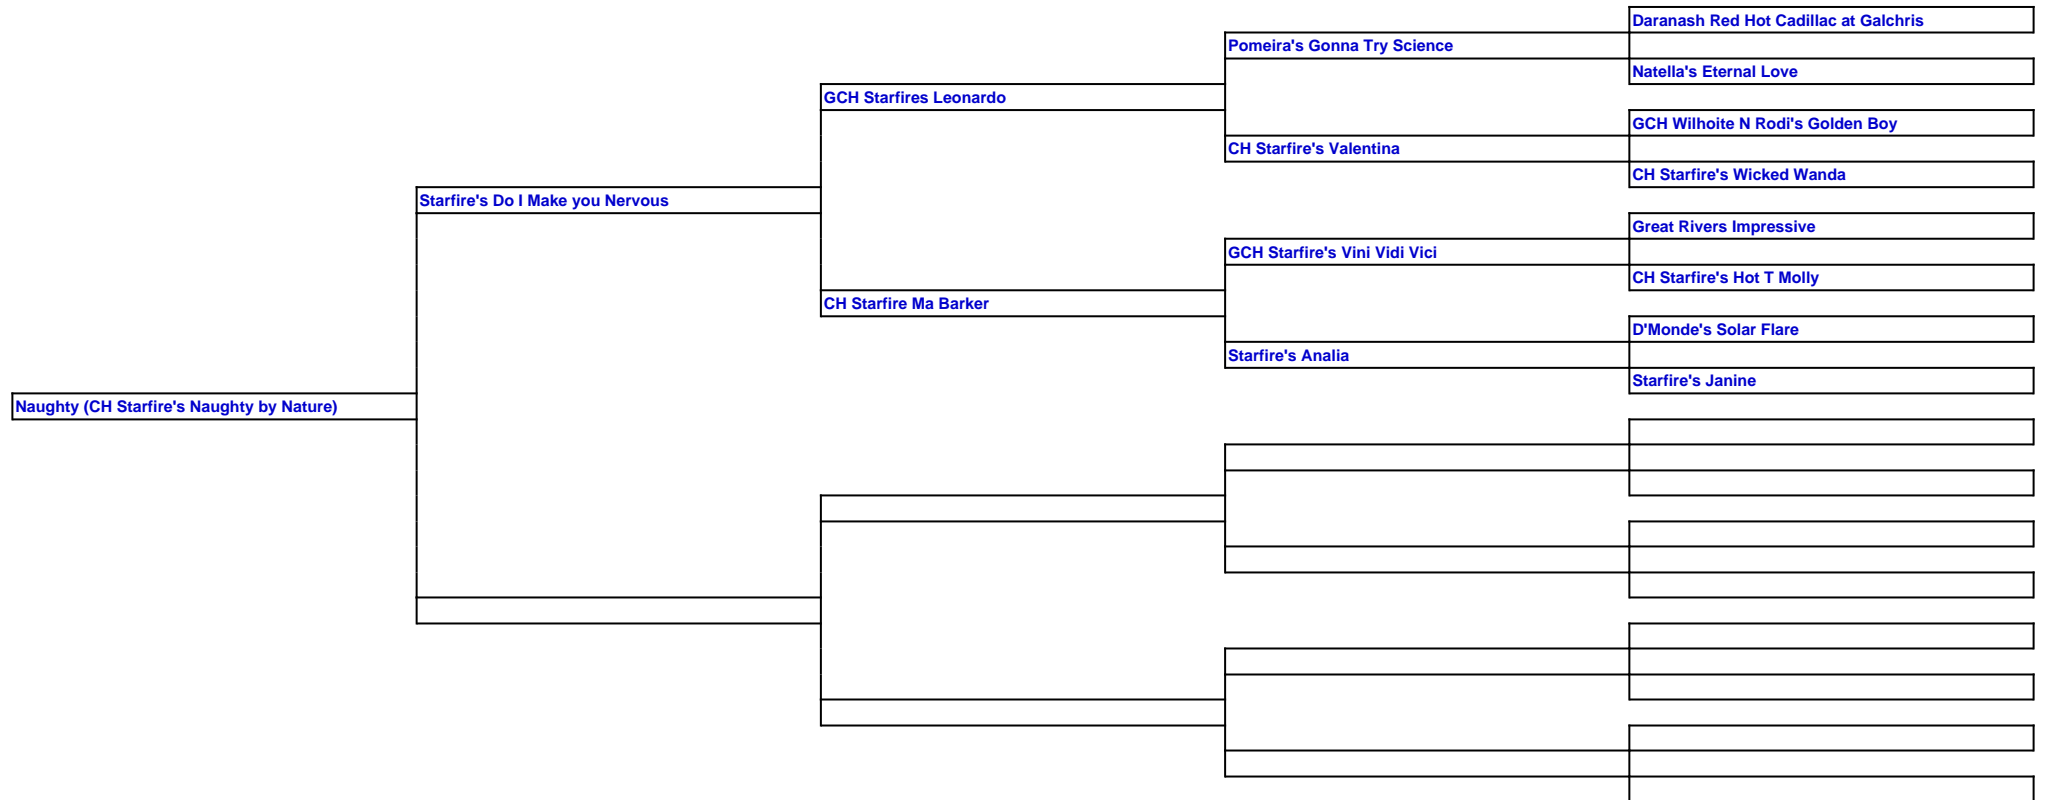 Daranash Red Hot Cadillac at Galchris
Pomeira's Gonna Try Science
Natella's Eternal Love
GCH Starfires Leonardo
GCH Wilhoite N Rodi's Golden Boy
CH Starfire's Valentina
CH Starfire's Wicked Wanda
Starfire's Do I Make you Nervous
Great Rivers Impressive
GCH Starfire's Vini Vidi Vici
CH Starfire's Hot T Molly
CH Starfire Ma Barker
D'Monde's Solar Flare
Starfire's Analia
Starfire's Janine
Naughty (CH Starfire's Naughty by Nature)